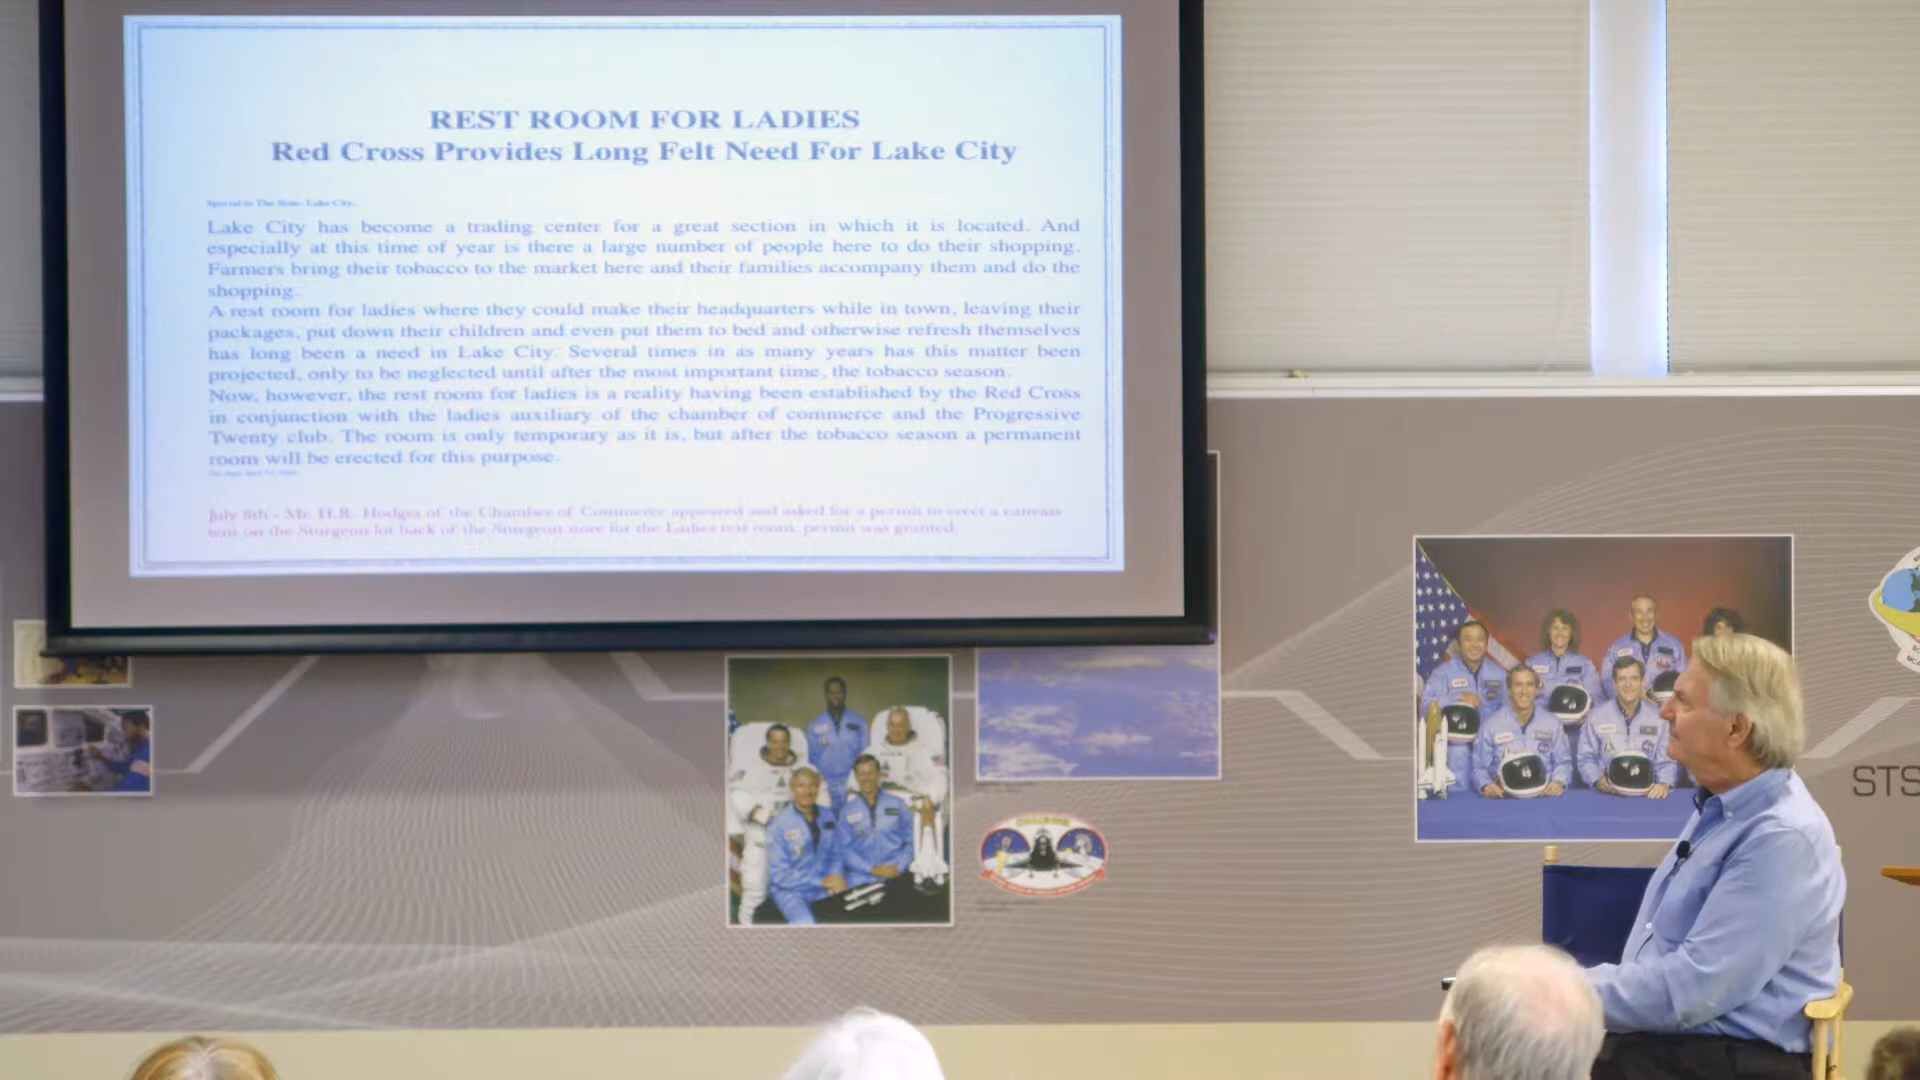 REST ROOM FOR LADIES
Red Cross Provides Long Felt Need For Lake City
Special to The State: Lake City.
Lake City has become a trading center for a great section in which it is located. And
especially at this time of year is there a large number of people here to do their shopping.
Farmers bring their tobacco to the market here and their families accompany them and do the
shopping.
A rest room for ladies where they could make their headquarters while in town, leaving their
packages, put down their children and even put them to bed and otherwise refresh themselves
has long been a need in Lake City. Several times in as many years has this matter been
projected, only to be neglected until after the most important time, the tobacco season.
Now, however, the rest room for ladies is a reality having been established by the Red Cross
in conjunction with the ladies auxiliary of the chamber of commerce and the Progressive
Twenty club. The room is only temporary as it is, but after the tobacco season a permanent
room will be erected for this purpose.
July 8th - Mr. H.R. Hodges of the Chamber of Commerce appeared and asked for a permit to erect a canvass
tent on the Sturgeon lot back of the Sturgeon store for the Ladies rest room, permit was granted.
STS